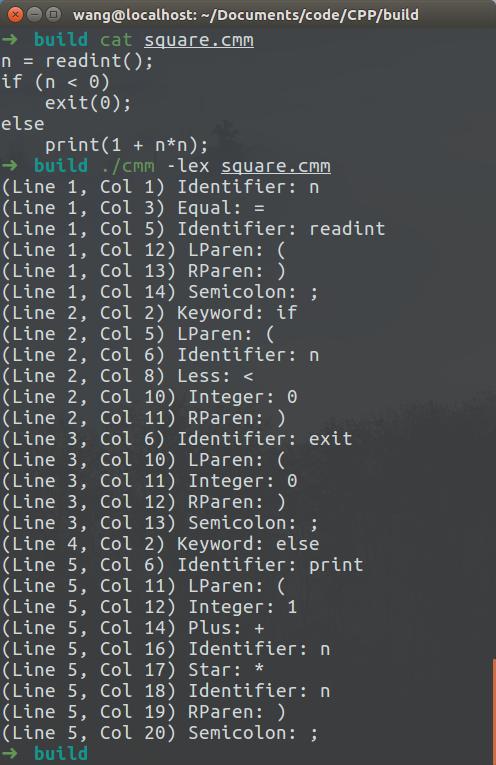 wang@localhost: ~/Documents/code/CPP/build
➜  build cat square.cmm
n = readint();
if (n < 0)
    exit(0);
else
    print(1 + n*n);
➜  build ./cmm -lex square.cmm
(Line 1, Col 1) Identifier: n
(Line 1, Col 3) Equal: =
(Line 1, Col 5) Identifier: readint
(Line 1, Col 12) LParen: (
(Line 1, Col 13) RParen: )
(Line 1, Col 14) Semicolon: ;
(Line 2, Col 2) Keyword: if
(Line 2, Col 5) LParen: (
(Line 2, Col 6) Identifier: n
(Line 2, Col 8) Less: <
(Line 2, Col 10) Integer: 0
(Line 2, Col 11) RParen: )
(Line 3, Col 6) Identifier: exit
(Line 3, Col 10) LParen: (
(Line 3, Col 11) Integer: 0
(Line 3, Col 12) RParen: )
(Line 3, Col 13) Semicolon: ;
(Line 4, Col 2) Keyword: else
(Line 5, Col 6) Identifier: print
(Line 5, Col 11) LParen: (
(Line 5, Col 12) Integer: 1
(Line 5, Col 14) Plus: +
(Line 5, Col 16) Identifier: n
(Line 5, Col 17) Star: *
(Line 5, Col 18) Identifier: n
(Line 5, Col 19) RParen: )
(Line 5, Col 20) Semicolon: ;
➜  build